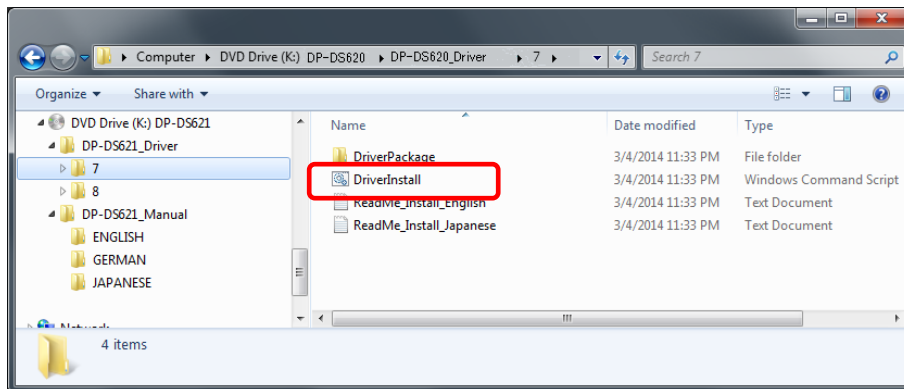 Computer DVD Drive (K:) DP-DS620 DP-DS620_Driver 7
Search 7
Organize Share with
DVD Drive (K:) DP-DS621
DP-DS621_Driver
7
8
DP-DS621_Manual
ENGLISH
GERMAN
JAPANESE
Network
Name Date modified Type
DriverPackage 3/4/2014 11:33 PM File folder
DriverInstall 3/4/2014 11:33 PM Windows Command Script
ReadMe_Install_English 3/4/2014 11:33 PM Text Document
ReadMe_Install_Japanese 3/4/2014 11:33 PM Text Document
4 items